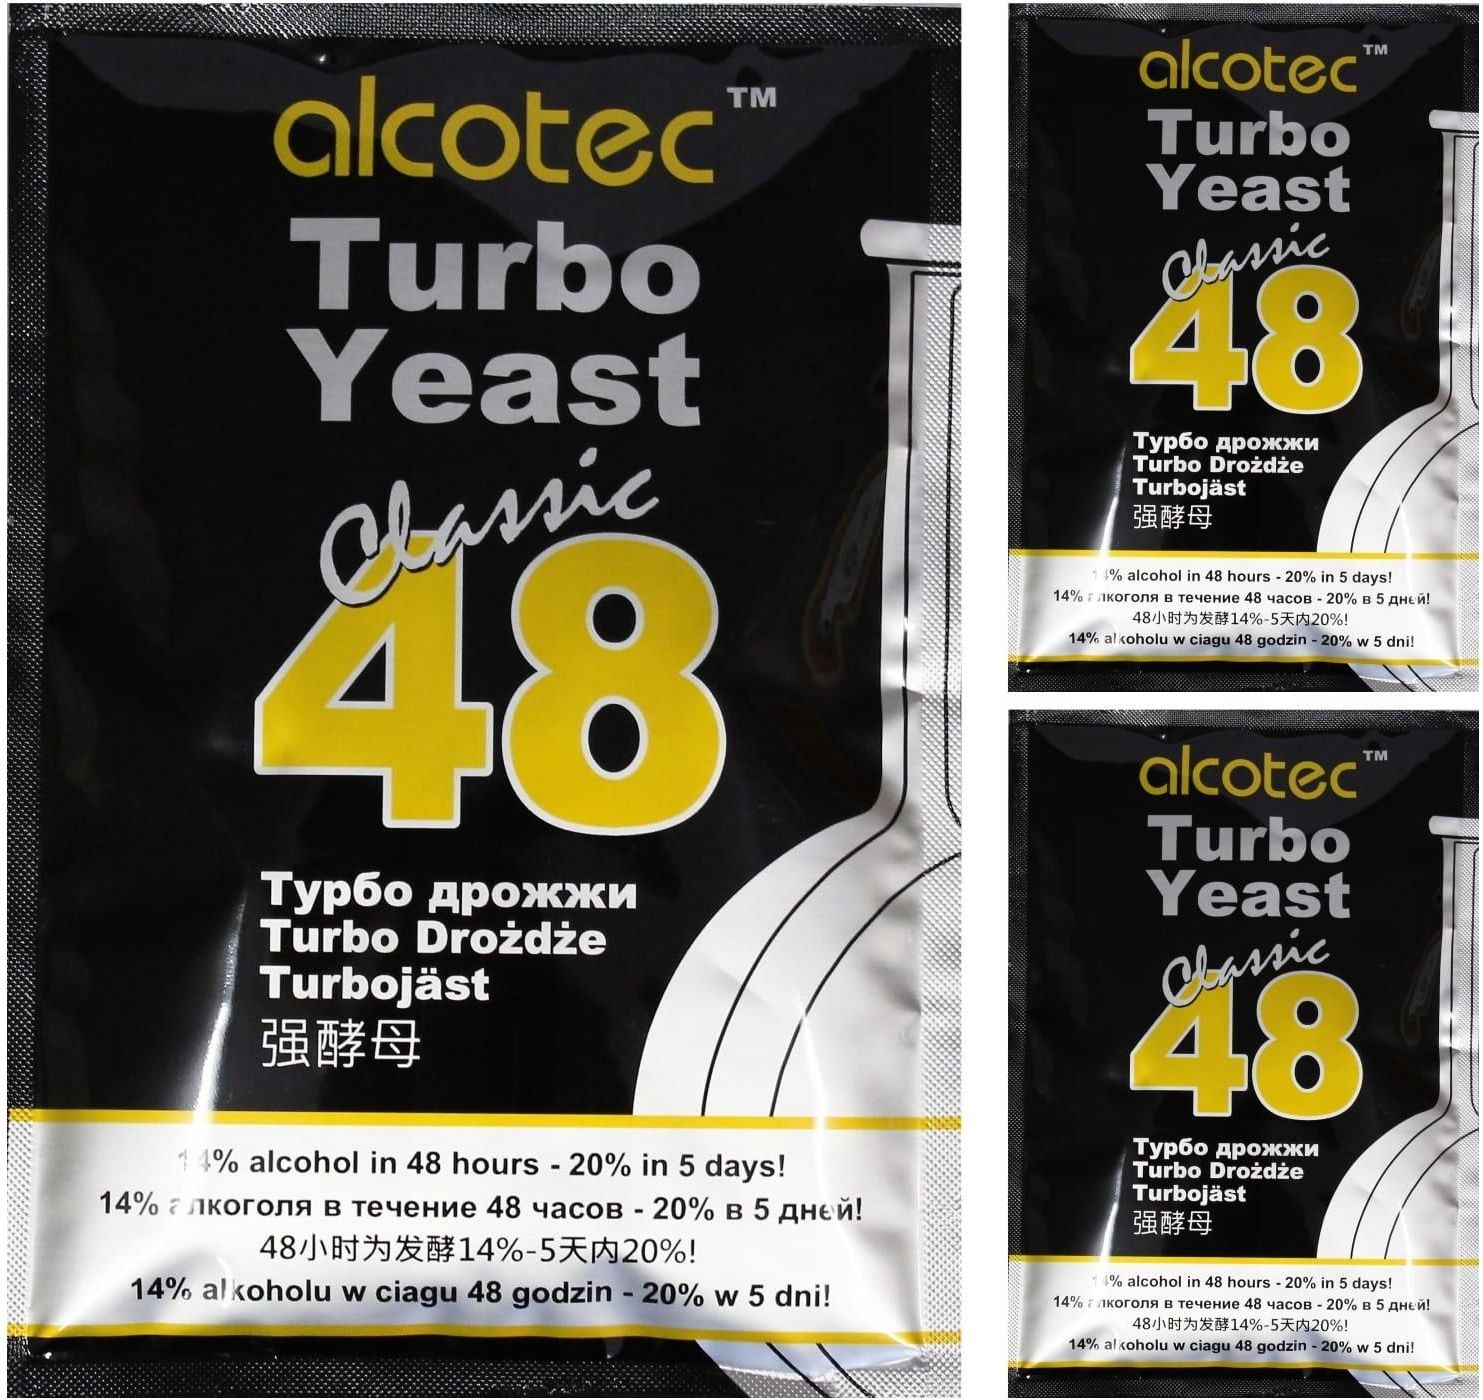 alcotec™
Turbo
Yeast
Classic
48
Турбо дрожжи
Turbo Drożdże
Turbojäst
强酵母
14% alcohol in 48 hours - 20% in 5 days!
14% алкоголя в течение 48 часов - 20% в 5 дней!
48小时为发酵14%-5天内20%!
14% alkoholu w ciagu 48 godzin - 20% w 5 dni!
alcotec™
Turbo
Yeast
Classic
48
Турбо дрожжи
Turbo Drożdże
Turbojäst
强酵母
14% alcohol in 48 hours - 20% in 5 days!
14% алкоголя в течение 48 часов - 20% в 5 дней!
48小时为发酵14%-5天内20%!
14% alkoholu w ciagu 48 godzin - 20% w 5 dni!
alcotec™
Turbo
Yeast
Classic
48
Турбо дрожжи
Turbo Drożdże
Turbojäst
强酵母
14% alcohol in 48 hours - 20% in 5 days!
14% алкоголя в течение 48 часов - 20% в 5 дней!
48小时为发酵14%-5天内20%!
14% alkoholu w ciagu 48 godzin - 20% w 5 dni!